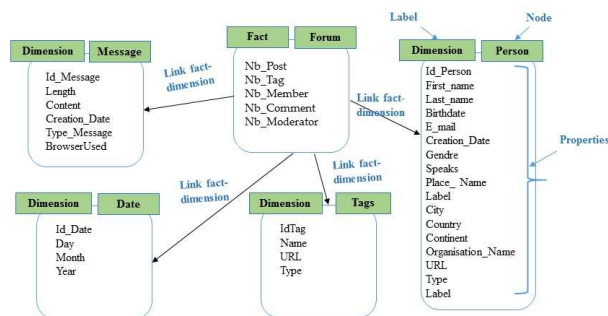 Label
Node
Dimension Message
Fact Forum
Dimension Person
Id_Message
Length
Content
Creation_Date
Type_Message
BrowserUsed
Link fact-
dimension
Nb_Post
Nb_Tag
Nb_Member
Nb_Comment
Nb_Moderator
Link fact-
dimension
Id_Person
First_name
Last_name
Birthdate
E_mail
Creation_Date
Gendre
Speaks
Place_ Name
Label
City
Country
Continent
Organisation_Name
URL
Type
Label
Properties
Link fact-
dimension
Link fact-
dimension
Dimension Date
Id_Date
Day
Month
Year
Dimension Tags
IdTag
Name
URL
Type